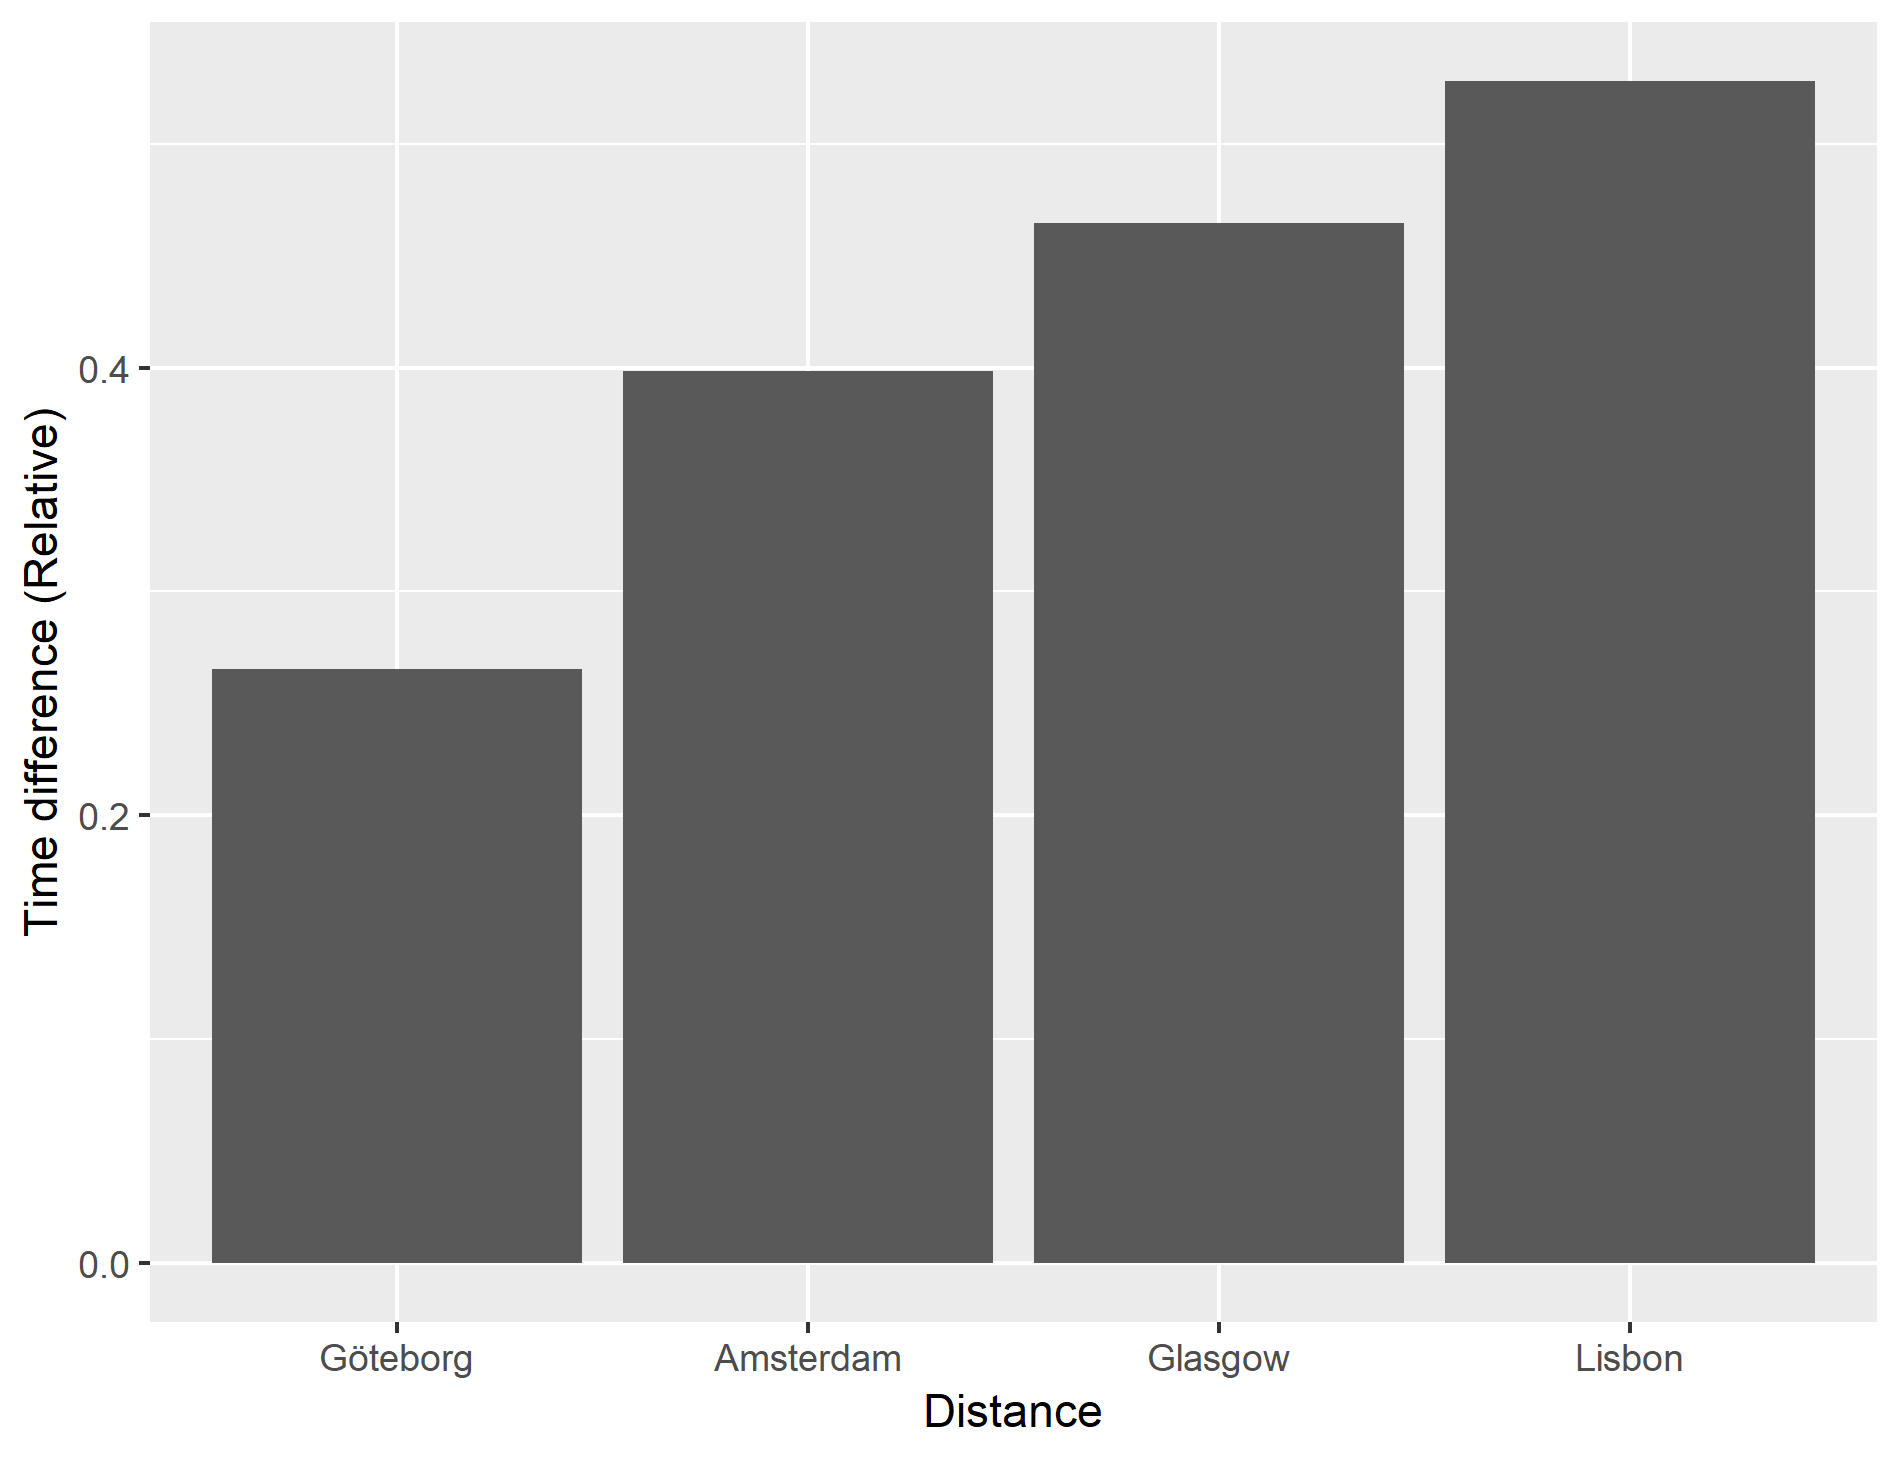 Time difference (Relative)
0.4
0.2
0.0
Göteborg Amsterdam Glasgow Lisbon
Distance